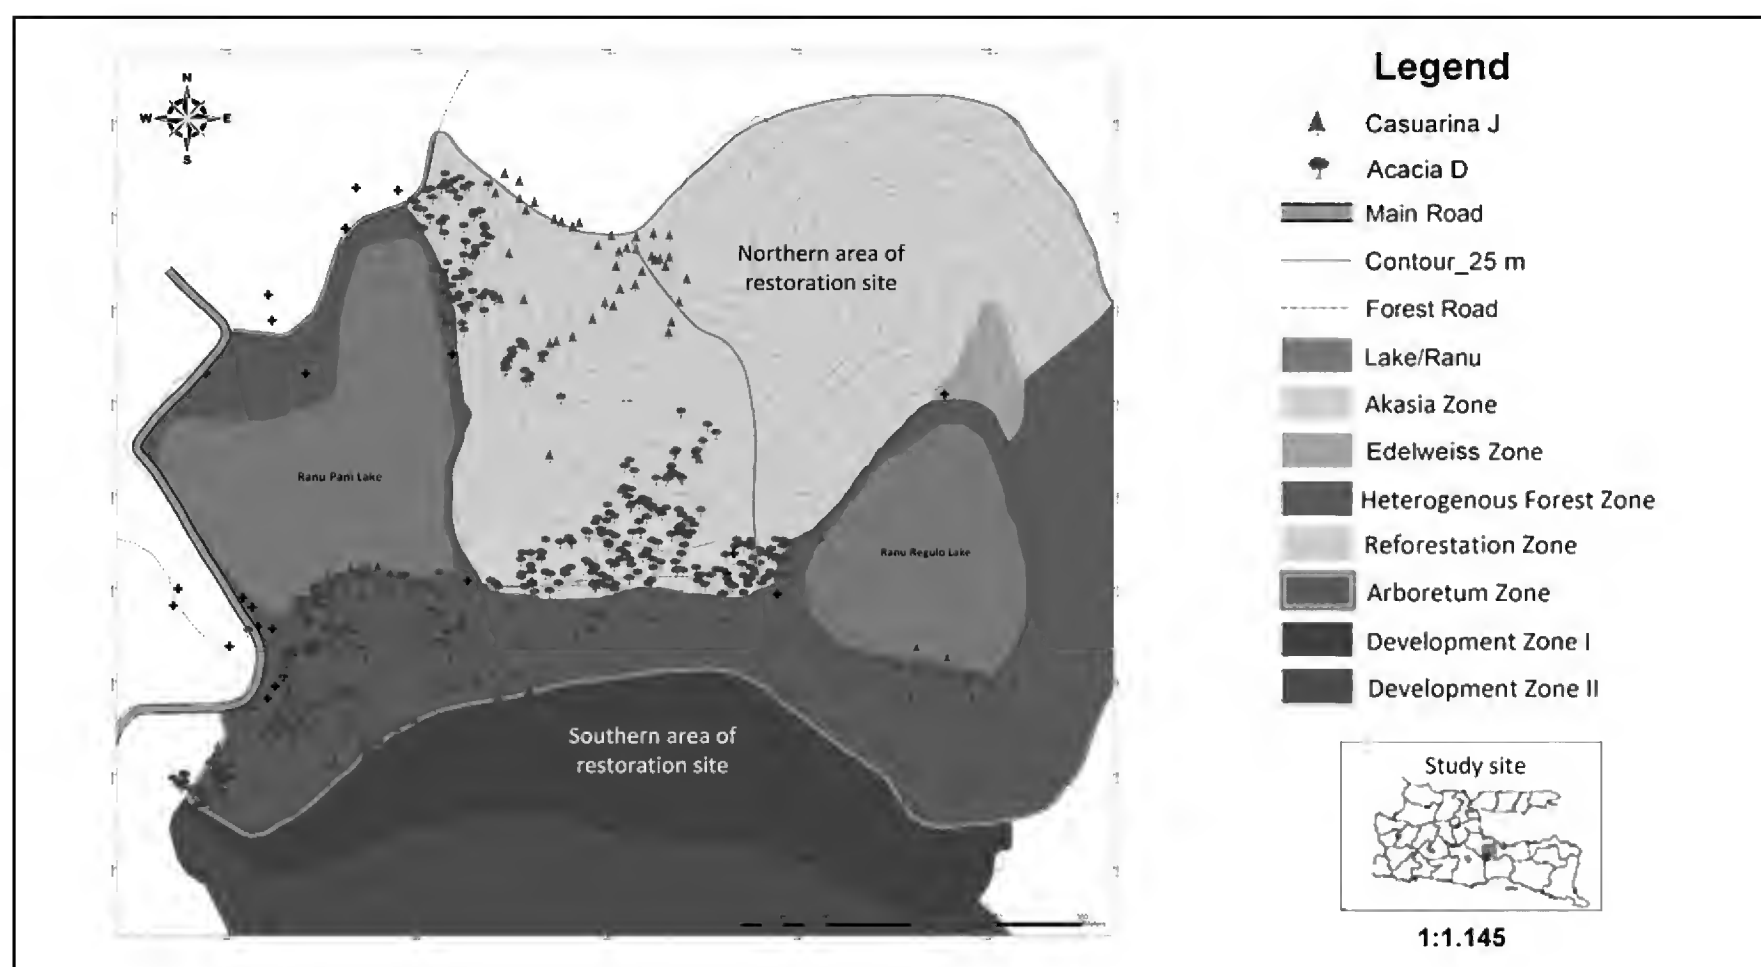 N
W E
S
Northern area of
restoration site
Ranu Pani Lake
Ranu Regulo Lake
Southern area of
restoration site
Legend
Casuarina J
Acacia D
Main Road
Contour_25 m
Forest Road
Lake/Ranu
Akasia Zone
Edelweiss Zone
Heterogenous Forest Zone
Reforestation Zone
Arboretum Zone
Development Zone I
Development Zone II
Study site
1:1.145